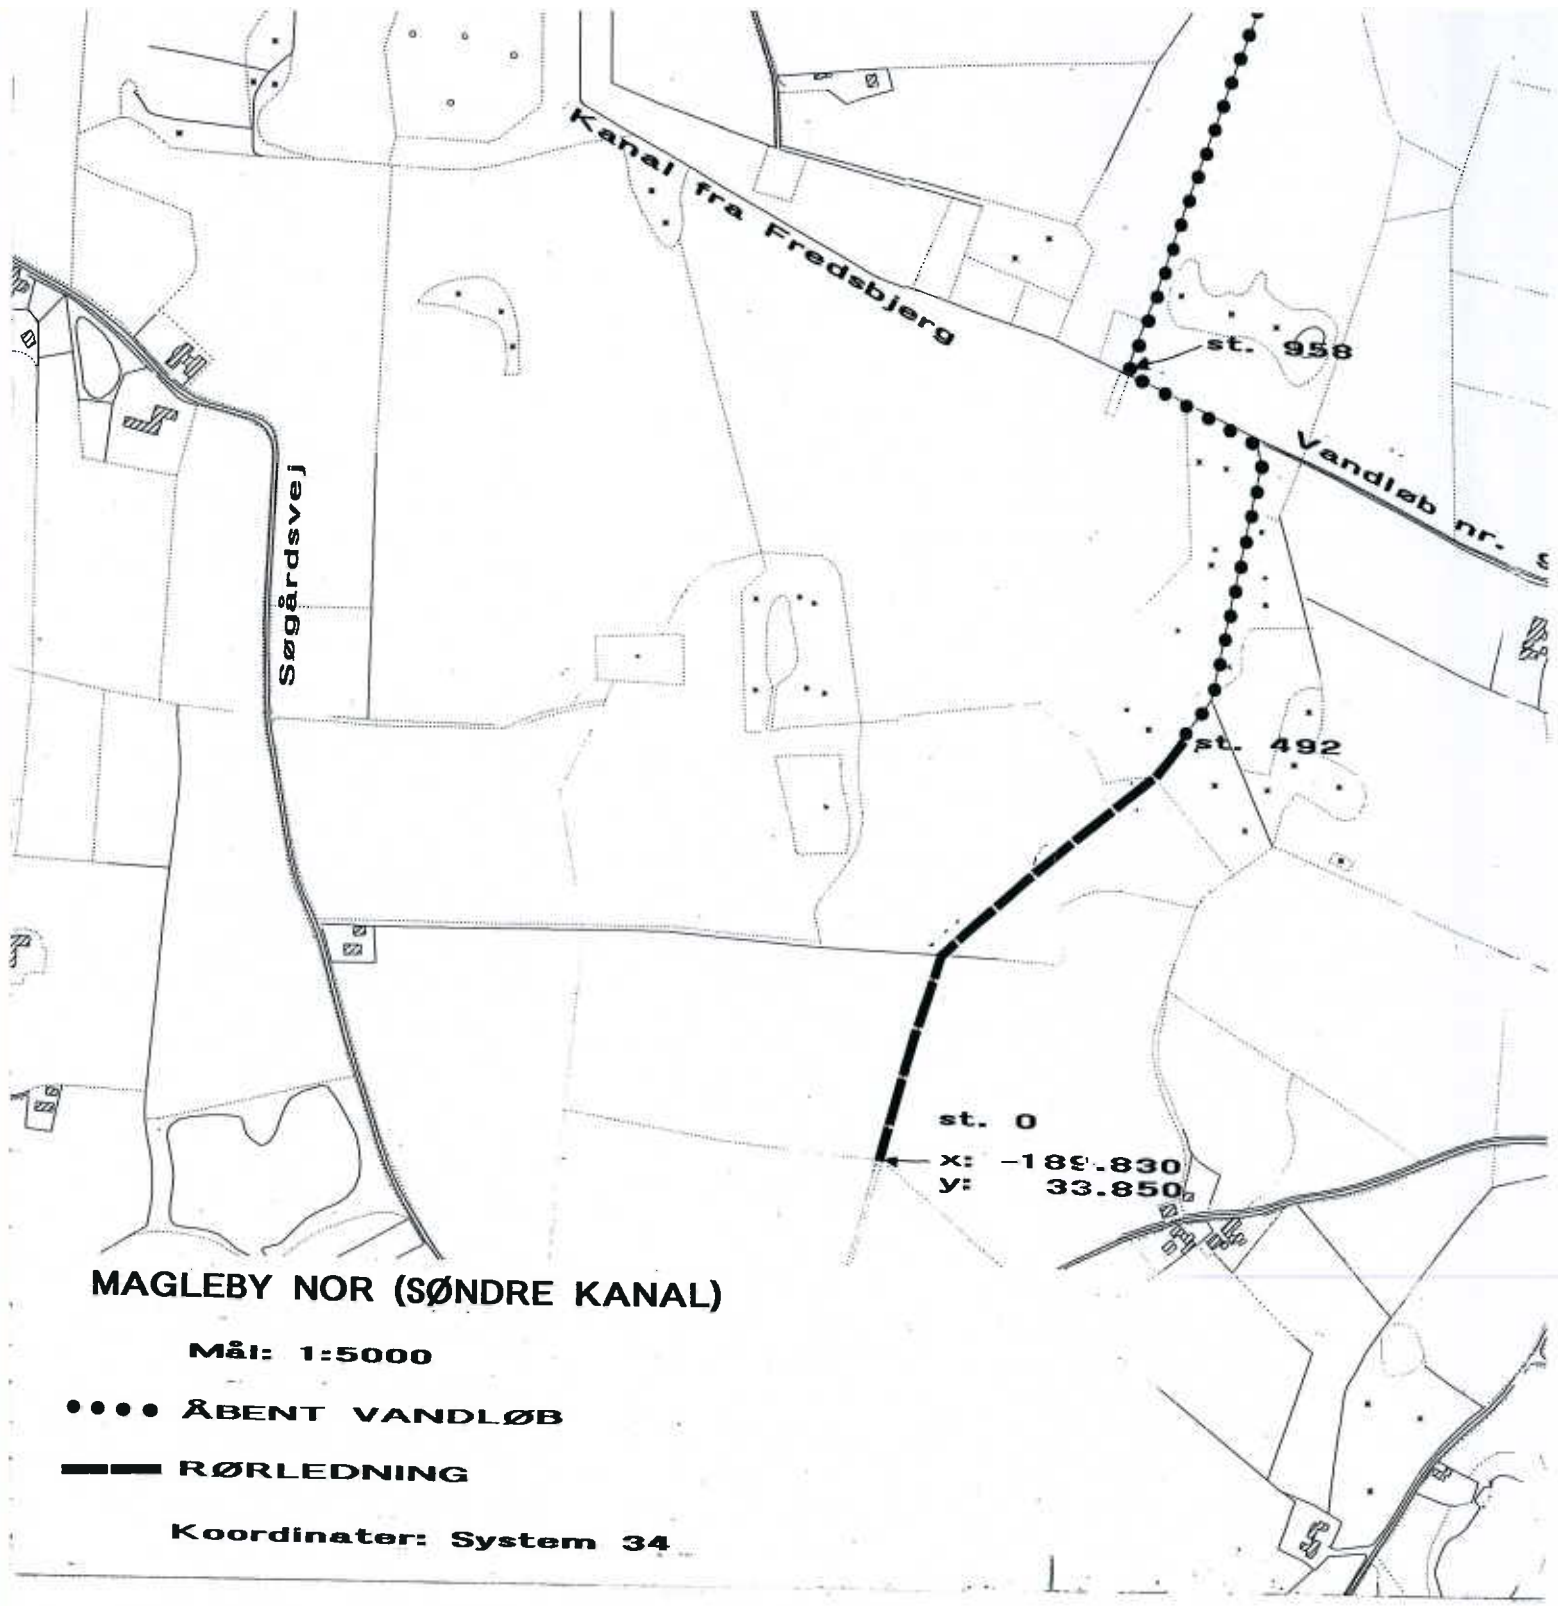 Kanal fra Fredsbjerg
st. 958
Vandløb nr.
Søgårdsvej
st. 492
st. 0
x:
y: 33.850
MAGLEBY NOR (SØNDRE KANAL)
Mål: 1:5000
ÅBENT VANDLØB
RØRLEDNING
Koordinater: System 34